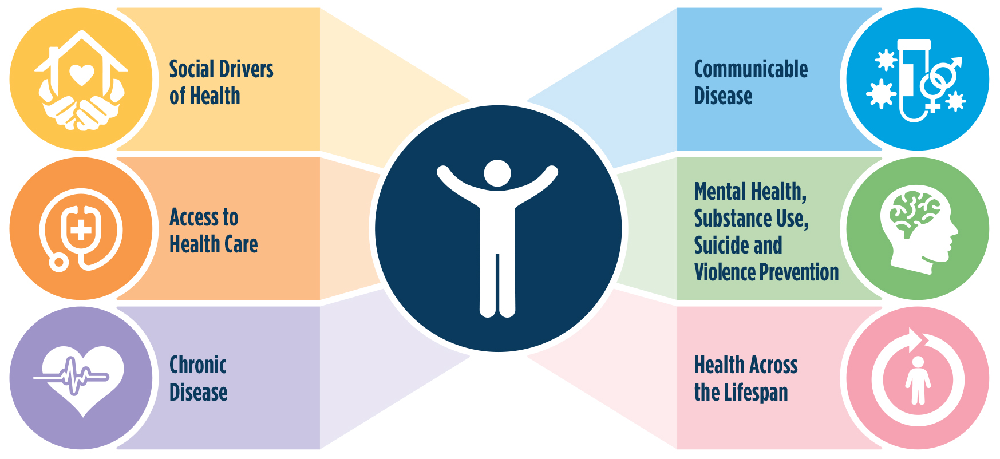 Social Drivers
of Health
Access to
Health Care
Chronic
Disease
Communicable
Disease
Mental Health,
Substance Use,
Suicide and
Violence Prevention
Health Across
the Lifespan